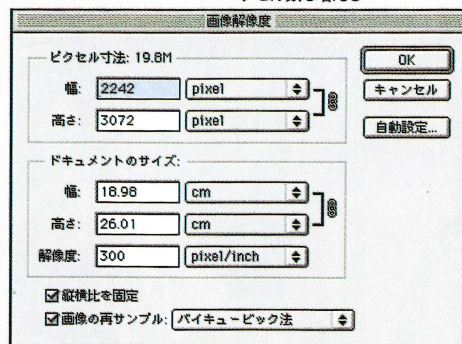 画像解像度
ピクセル寸法: 19.8M
幅: 2242 pixel
高さ: 3072 pixel
OK
キャンセル
自動設定...
ドキュメントのサイズ:
幅: 18.98 cm
高さ: 26.01 cm
解像度: 300 pixel/inch
縦横比を固定
画像の再サンプル: バイキュービック法